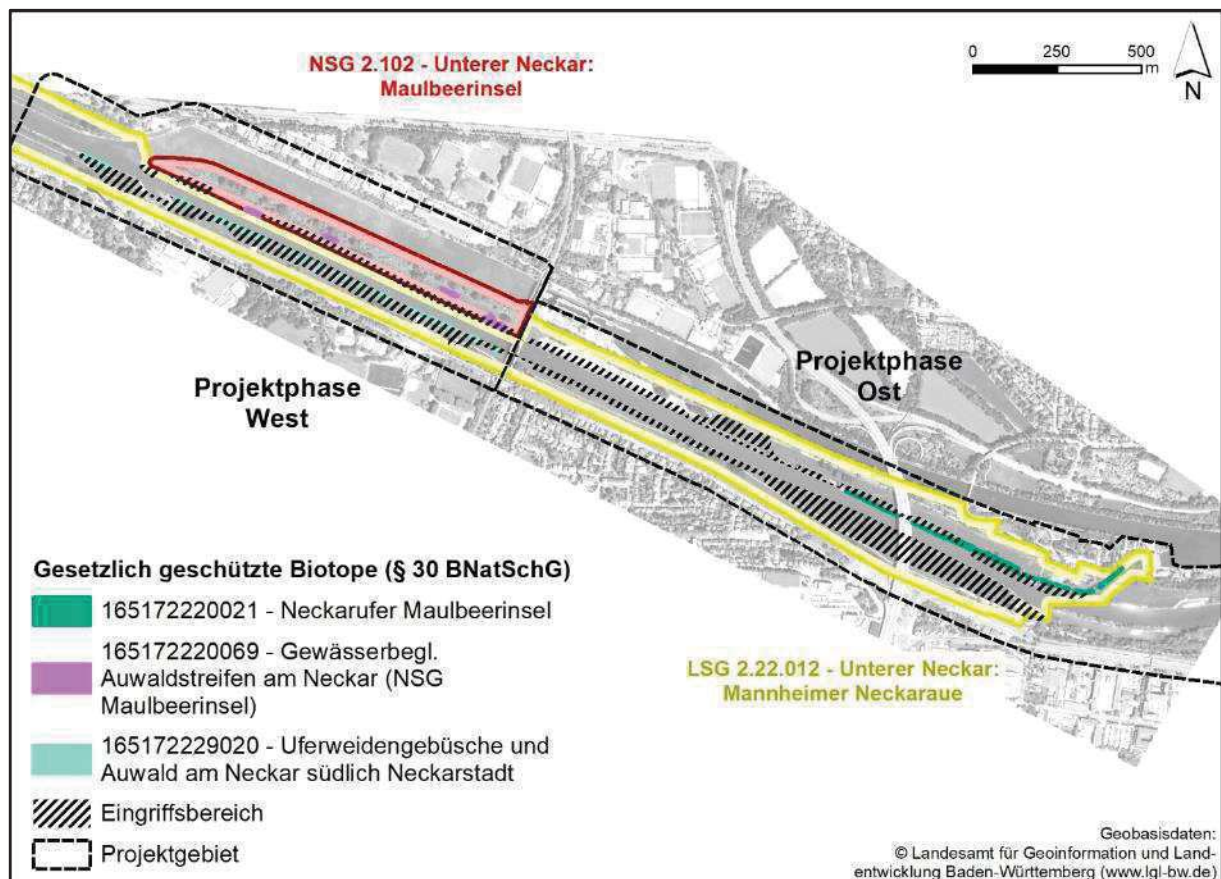 NSG 2.102 - Unterer Neckar:
Maulbeerinsel
0 250 500
m
N
Projektphase
West
Projektphase
Ost
LSG 2.22.012 - Unterer Neckar:
Mannheimer Neckaraue
Gesetzlich geschützte Biotope (§ 30 BNatSchG)
165172220021 - Neckarufer Maulbeerinsel
165172220069 - Gewässerbegl.
Auwaldstreifen am Neckar (NSG
Maulbeerinsel)
165172229020 - Uferweidengebüsche und
Auwald am Neckar südlich Neckarstadt
Eingriffsbereich
Projektgebiet
Geobasisdaten:
© Landesamt für Geoinformation und Land-
entwicklung Baden-Württemberg (www.lgl-bw.de)